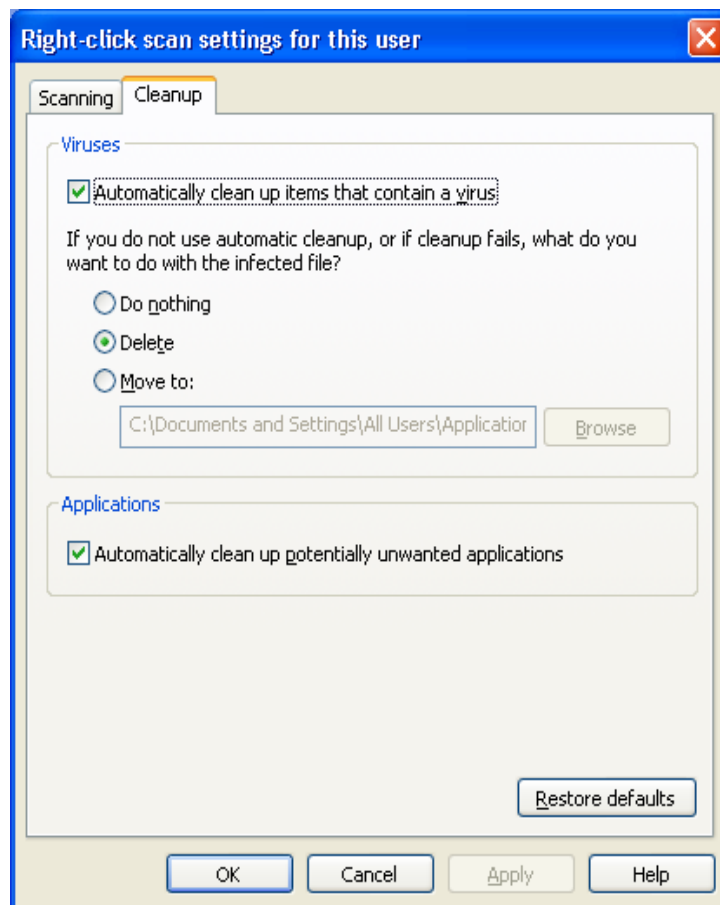 Right-click scan settings for this user
Scanning
Cleanup
Viruses
Automatically clean up items that contain a virus
If you do not use automatic cleanup, or if cleanup fails, what do you
want to do with the infected file?
Do nothing
Delete
Move to:
C:\Documents and Settings\All Users\Application
Browse
Applications
Automatically clean up potentially unwanted applications
Restore defaults
OK
Cancel
Apply
Help